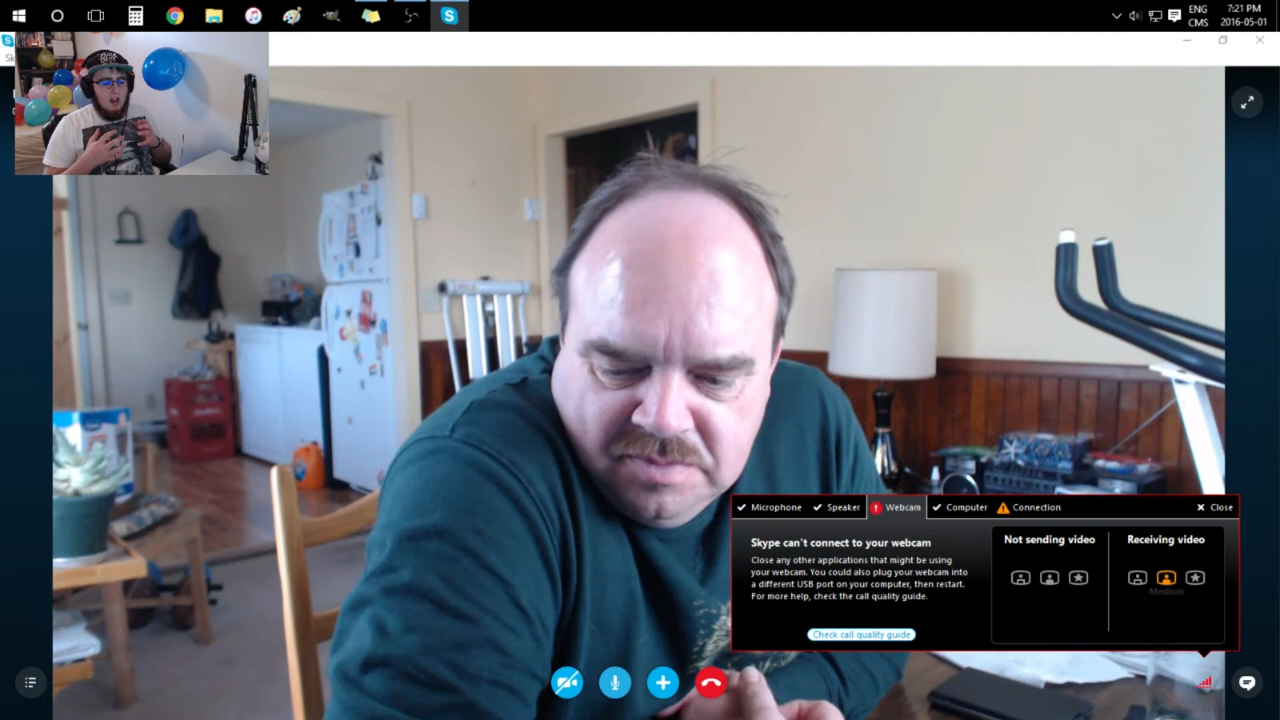 ENG
CMS
7:21 PM
2016-05-01
Microphone
Speaker
Webcam
Computer
Connection
Close
Skype can't connect to your webcam
Close any other applications that might be using
your webcam. You could also plug your webcam into
a different USB port on your computer, then restart.
For more help, check the call quality guide.
Check call quality guide
Not sending video
Receiving video
Medium